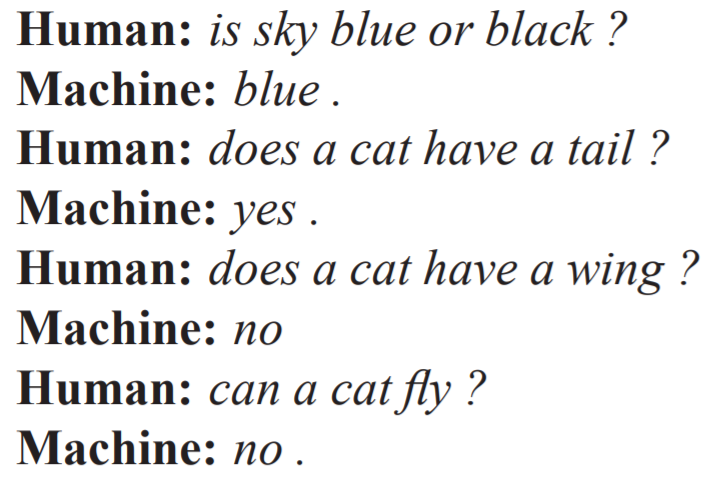 Human: is sky blue or black ?
Machine: blue .
Human: does a cat have a tail ?
Machine: yes .
Human: does a cat have a wing ?
Machine: no
Human: can a cat fly ?
Machine: no .